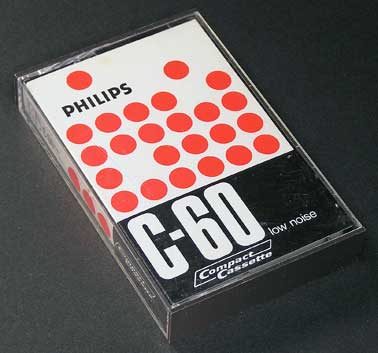 PHILIPS
C-60
low noise
Compact
Cassette